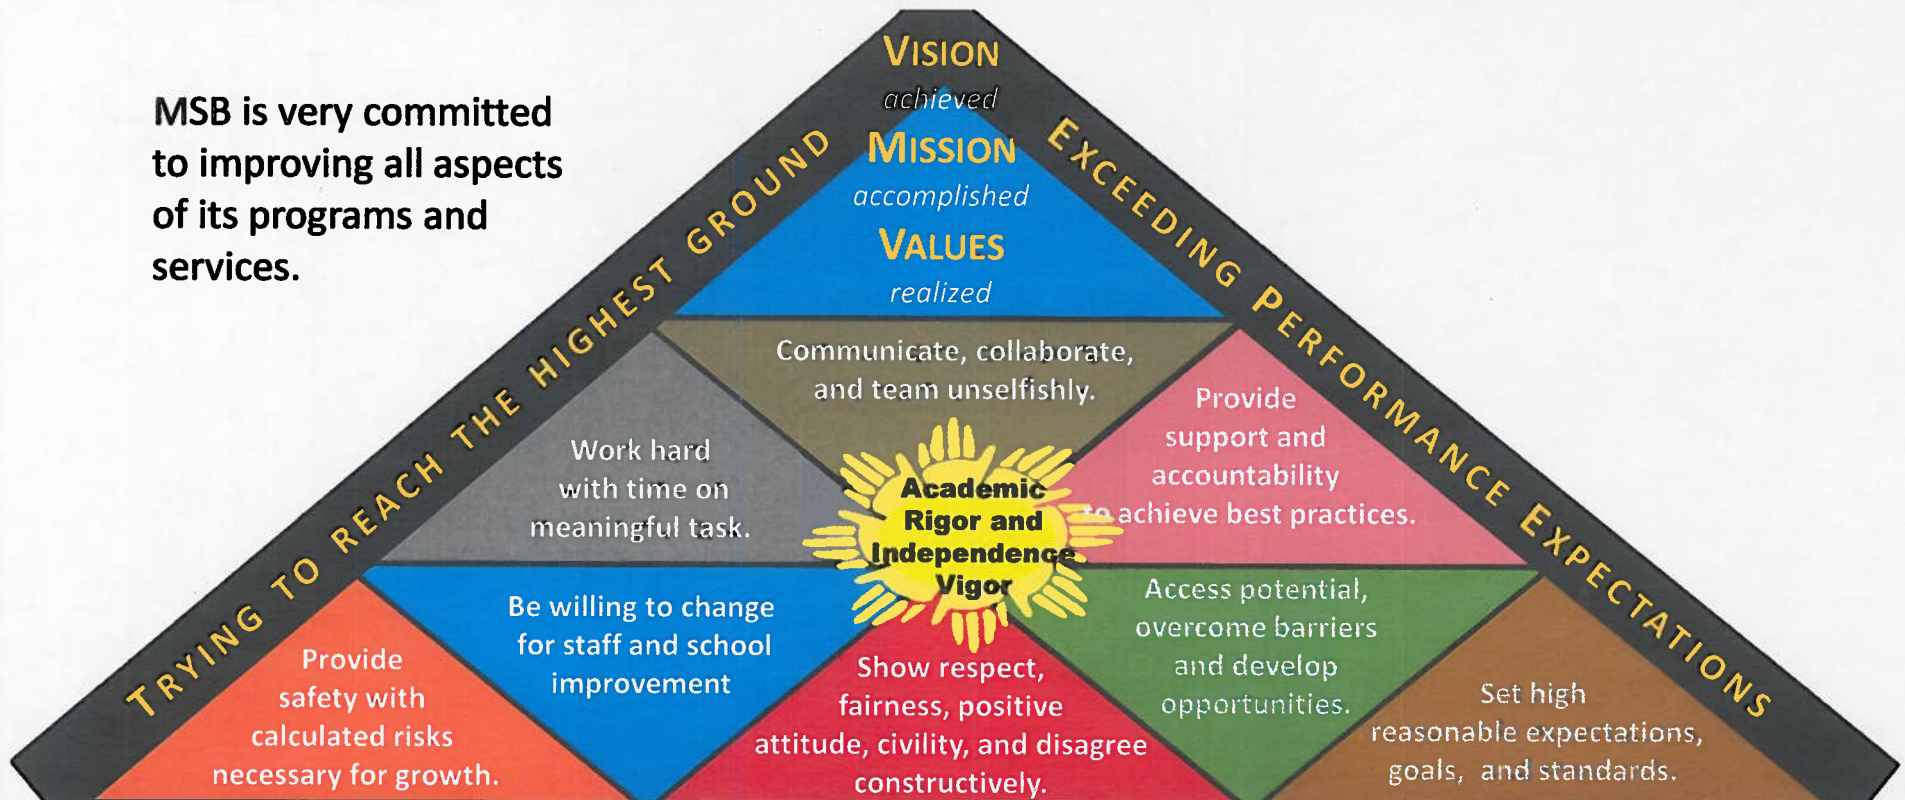 MSB is very committed
to improving all aspects
of its programs and
services.
TRYING TO REACH THE HIGHEST GROUND
EXCEEDING PERFORMANCE EXPECTATIONS
VISION
achieved
MISSION
accomplished
VALUES
realized
Communicate, collaborate,
and team unselfishly.
Work hard
with time on
meaningful task.
Provide
support and
accountability
to achieve best practices.
Academic
Rigor and
Independence
Vigor
Provide
safety with
calculated risks
necessary for growth.
Be willing to change
for staff and school
improvement
Show respect,
fairness, positive
attitude, civility, and disagree
constructively.
Access potential,
overcome barriers
and develop
opportunities.
Set high
reasonable expectations,
goals, and standards.